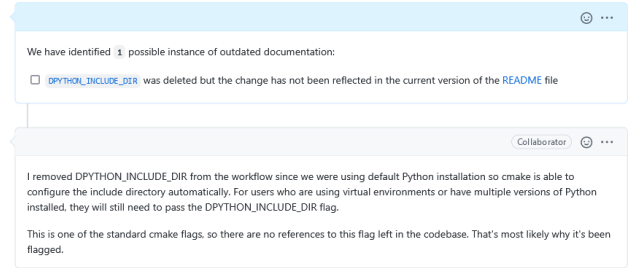 We have identified 1 possible instance of outdated documentation:
DPYTHON_INCLUDE_DIR was deleted but the change has not been reflected in the current version of the README file
Collaborator
I removed DPYTHON_INCLUDE_DIR from the workflow since we were using default Python installation so cmake is able to
configure the include directory automatically. For users who are using virtual environments or have multiple versions of Python
installed, they will still need to pass the DPYTHON_INCLUDE_DIR flag.
This is one of the standard cmake flags, so there are no references to this flag left in the codebase. That's most likely why it's been
flagged.